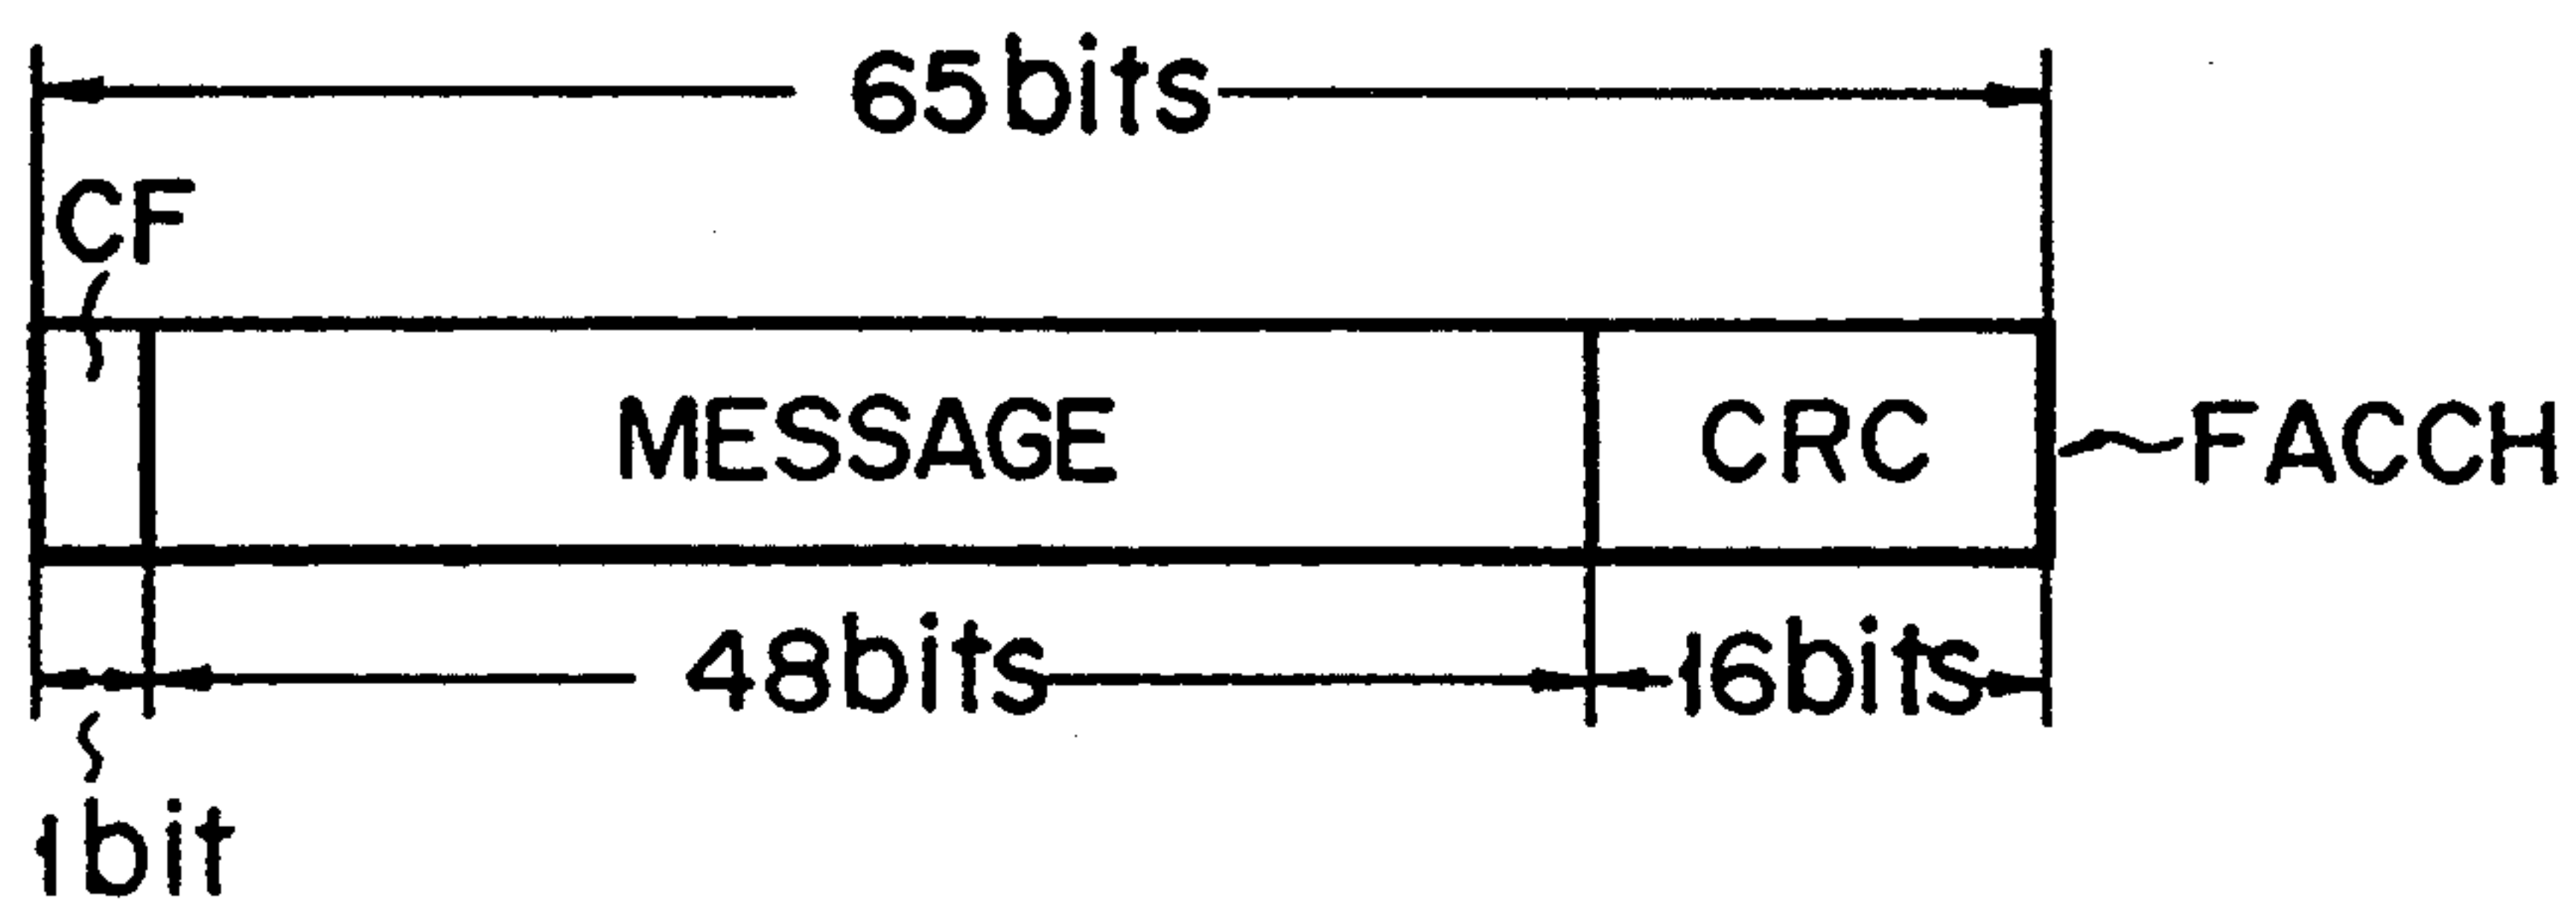 65bits
CF
MESSAGE CRC FACCH
48bits 16bits
1bit